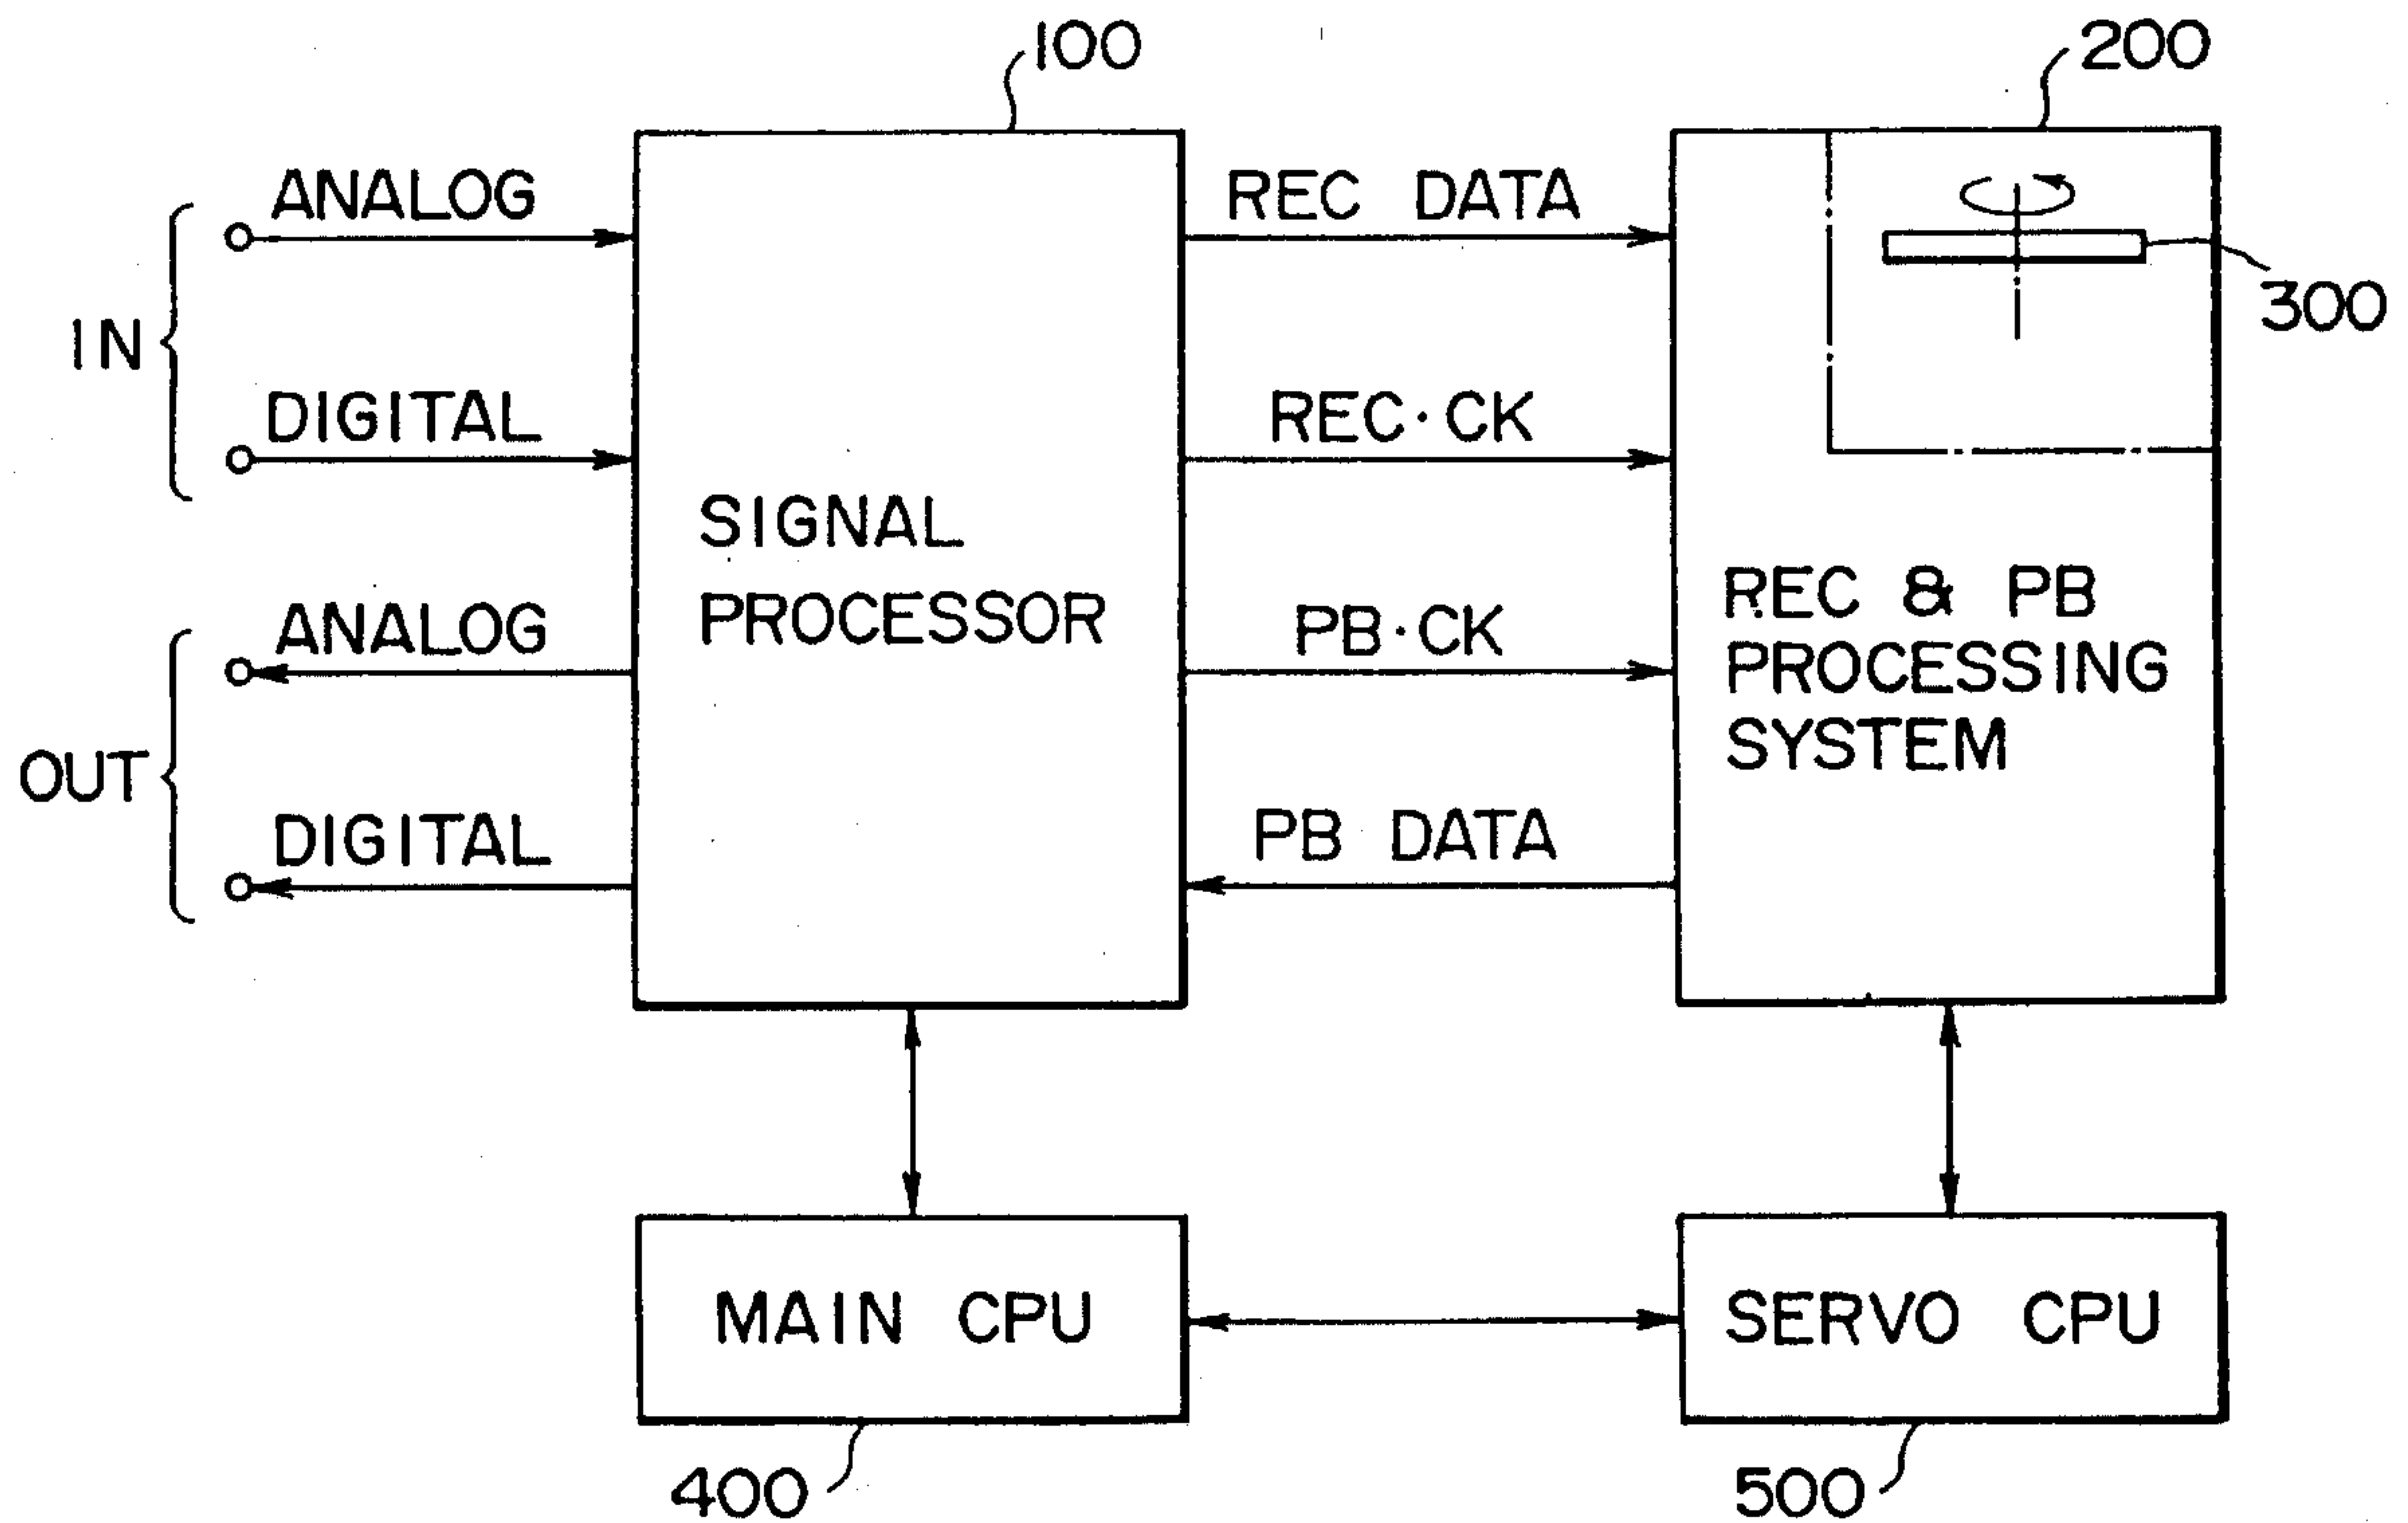 100
200
ANALOG
REC DATA
300
IN
DIGITAL
REC·CK
SIGNAL
PROCESSOR
ANALOG
PB·CK
REC & PB
PROCESSING
SYSTEM
OUT
DIGITAL
PB DATA
MAIN CPU
SERVO CPU
400
500